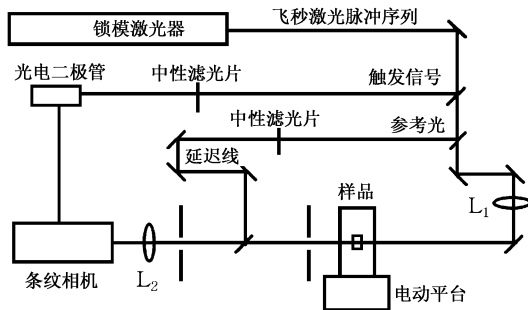 锁模激光器
飞秒激光脉冲序列
光电二极管
中性滤光片
触发信号
中性滤光片
参考光
延迟线
样品
L1
条纹相机
L2
电动平台